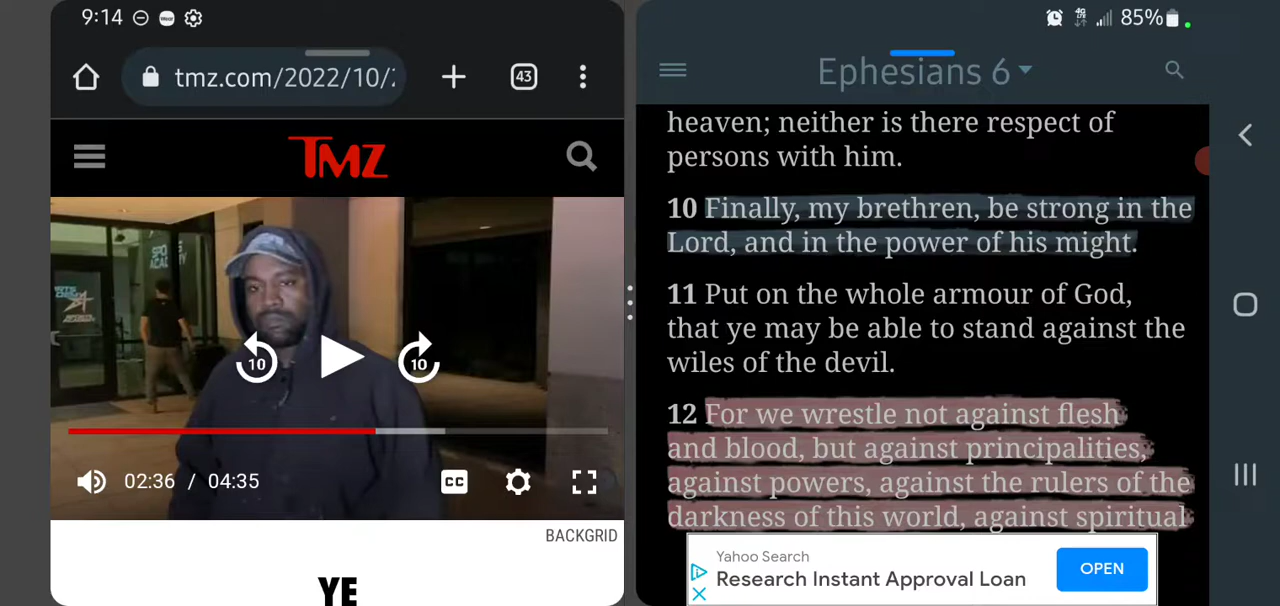 9:14
tmz.com/2022/10/2
43
TMZ
10
10
02:36 / 04:35
CC
BACKGRID
YE
4G
85%
Ephesians 6
heaven; neither is there respect of
persons with him.
10 Finally, my brethren, be strong in the
Lord, and in the power of his might.
11 Put on the whole armour of God,
that ye may be able to stand against the
wiles of the devil.
12 For we wrestle not against flesh
and blood, but against principalities,
against powers, against the rulers of the
darkness of this world, against spiritual
Yahoo Search
Research Instant Approval Loan
OPEN